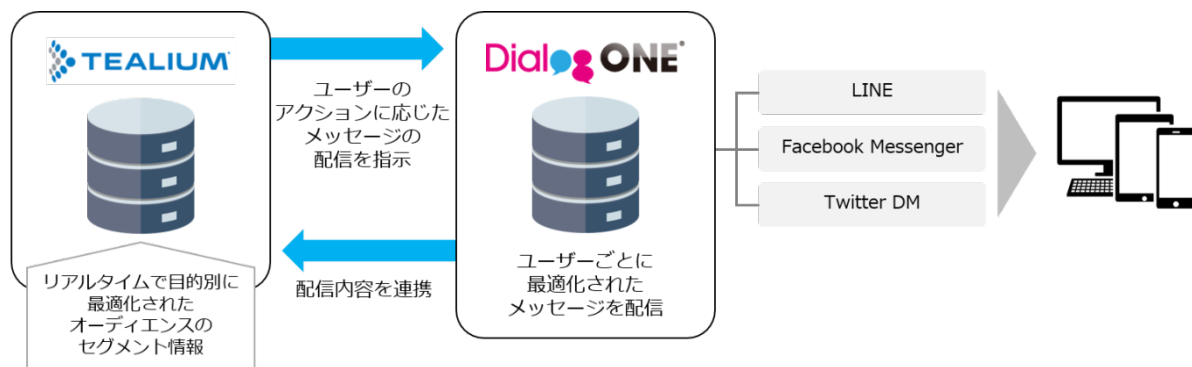 TEALIUM
ユーザーの
アクションに応じた
メッセージの
配信を指示
Dialog ONE
LINE
Facebook Messenger
Twitter DM
リアルタイムで目的別に
最適化された
オーディエンスの
セグメント情報
配信内容を連携
ユーザーごとに
最適化された
メッセージを配信